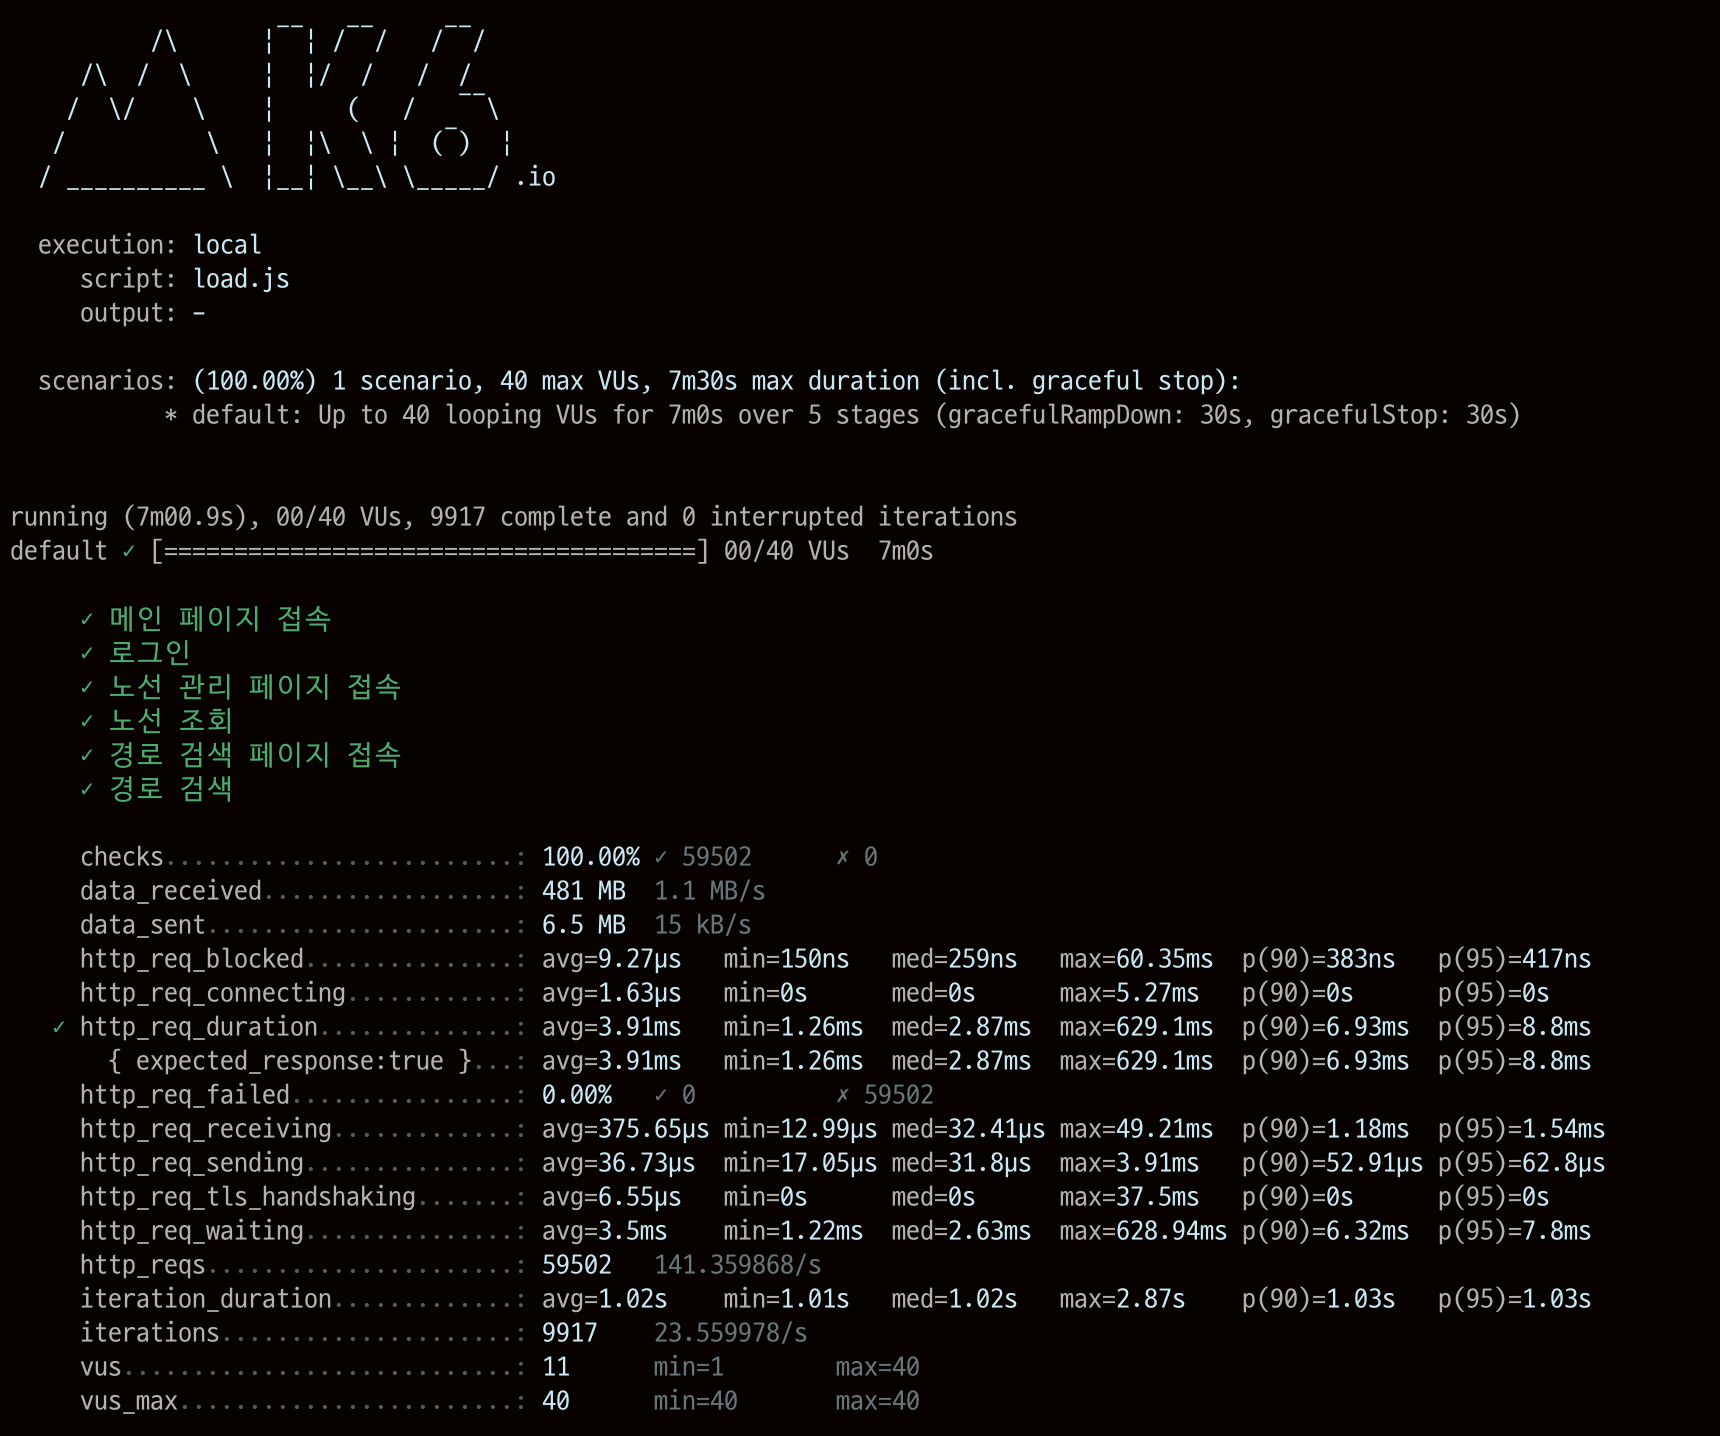 /\      |‾‾| /‾‾/   /‾‾/
     /\  /  \     |  |/  /   /  /
    /  \/    \    |     (   /   ‾‾\
   /          \   |  |\  \ |  (‾)  |
  / __________ \  |__| \__\ \_____/ .io
execution: local
script: load.js
output: -
scenarios: (100.00%) 1 scenario, 40 max VUs, 7m30s max duration (incl. graceful stop):
* default: Up to 40 looping VUs for 7m0s over 5 stages (gracefulRampDown: 30s, gracefulStop: 30s)
running (7m00.9s), 00/40 VUs, 9917 complete and 0 interrupted iterations
default ✓ [======================================] 00/40 VUs  7m0s
✓ 메인 페이지 접속
✓ 로그인
✓ 노선 관리 페이지 접속
✓ 노선 조회
✓ 경로 검색 페이지 접속
✓ 경로 검색
checks.........................: 100.00% ✓ 59502      ✗ 0
data_received..................: 481 MB  1.1 MB/s
data_sent......................: 6.5 MB  15 kB/s
http_req_blocked...............: avg=9.27µs   min=150ns   med=259ns   max=60.35ms  p(90)=383ns   p(95)=417ns
http_req_connecting............: avg=1.63µs   min=0s      med=0s      max=5.27ms   p(90)=0s      p(95)=0s
✓ http_req_duration..............: avg=3.91ms   min=1.26ms  med=2.87ms  max=629.1ms  p(90)=6.93ms  p(95)=8.8ms
{ expected_response:true }...: avg=3.91ms   min=1.26ms  med=2.87ms  max=629.1ms  p(90)=6.93ms  p(95)=8.8ms
http_req_failed................: 0.00%   ✓ 0          ✗ 59502
http_req_receiving.............: avg=375.65µs min=12.99µs med=32.41µs max=49.21ms  p(90)=1.18ms  p(95)=1.54ms
http_req_sending...............: avg=36.73µs  min=17.05µs med=31.8µs  max=3.91ms   p(90)=52.91µs p(95)=62.8µs
http_req_tls_handshaking.......: avg=6.55µs   min=0s      med=0s      max=37.5ms   p(90)=0s      p(95)=0s
http_req_waiting...............: avg=3.5ms    min=1.22ms  med=2.63ms  max=628.94ms p(90)=6.32ms  p(95)=7.8ms
http_reqs......................: 59502   141.359868/s
iteration_duration.............: avg=1.02s    min=1.01s   med=1.02s   max=2.87s    p(90)=1.03s   p(95)=1.03s
iterations.....................: 9917    23.559978/s
vus............................: 11      min=1        max=40
vus_max........................: 40      min=40       max=40